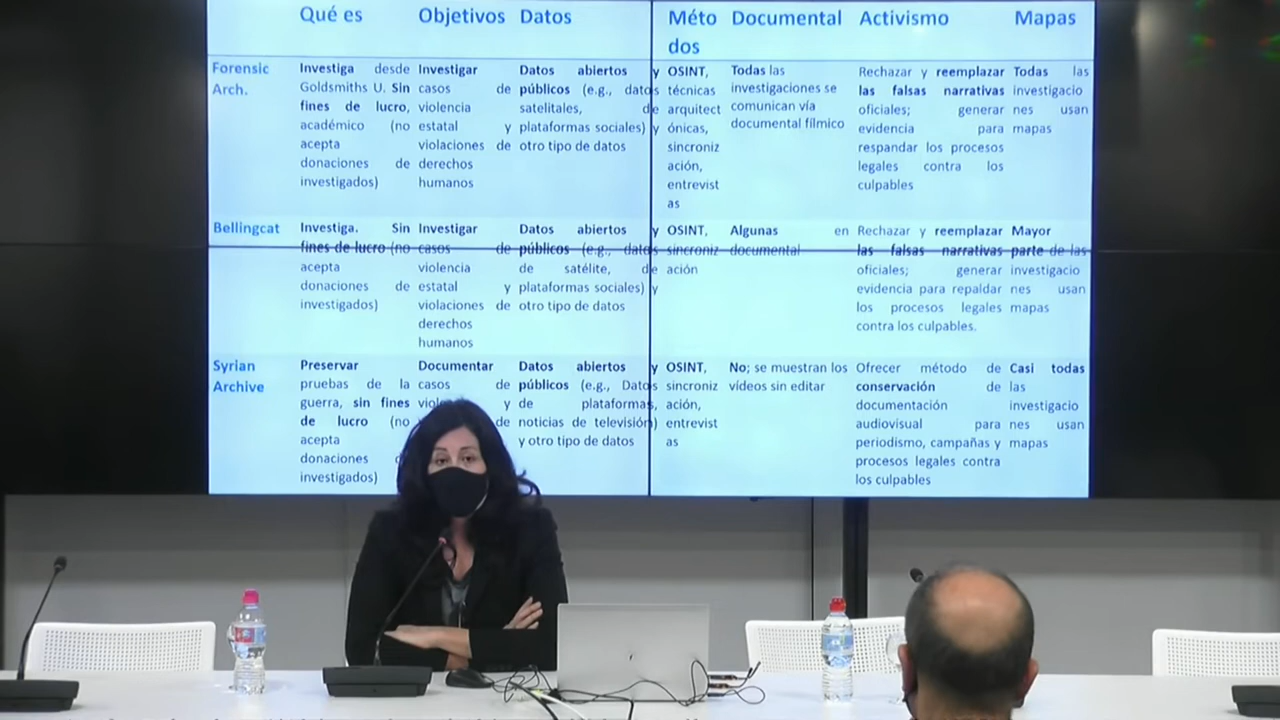 Qué es Objetivos Datos Méto Documental Activismo Mapas
dos
Forensic
Arch.
Investiga desde
Goldsmiths U. Sin
fines de lucro,
académico (no
acepta
donaciones de
investigados)
Investigar
casos de
violencia
estatal y
violaciones de
derechos
humanos
Datos abiertos y
públicos (e.g., datos
satelitales, de
plataformas sociales) y
otro tipo de datos
OSINT,
técnicas
arquitect
ónicas,
sincroniz
ación,
entrevist
as
Todas las
investigaciones se
comunican vía
documental fílmico
Rechazar y reemplazar
las falsas narrativas
oficiales; generar
evidencia para
respandar los procesos
legales contra los
culpables
Todas las
investigacio
nes usan
mapas
Bellingcat
Investiga. Sin
fines de lucro (no
acepta
donaciones de
investigados)
Investigar
casos de
violencia
estatal y
violaciones de
derechos
humanos
Datos abiertos y
públicos (e.g., datos
de satélite, de
plataformas sociales) y
otro tipo de datos
OSINT,
sincroniz
ación
Algunas en
documental
Rechazar y reemplazar
las falsas narrativas
oficiales; generar
evidencia para repaldar
los procesos legales
contra los culpables.
Mayor
parte de las
investigacio
nes usan
mapas
Syrian
Archive
Preservar
pruebas de la
guerra, sin fines
de lucro (no
acepta
donaciones
investigados)
Documentar
casos de
y
de
Datos abiertos y
públicos (e.g., Datos
de plataformas,
noticias de televisión)
y otro tipo de datos
OSINT,
sincroniz
ación,
entrevist
as
No; se muestran los
vídeos sin editar
Ofrecer método de
conservación de
documentación
audiovisual para
periodismo, campañas y
procesos legales contra
los culpables
Casi todas
las
investigacio
nes usan
mapas